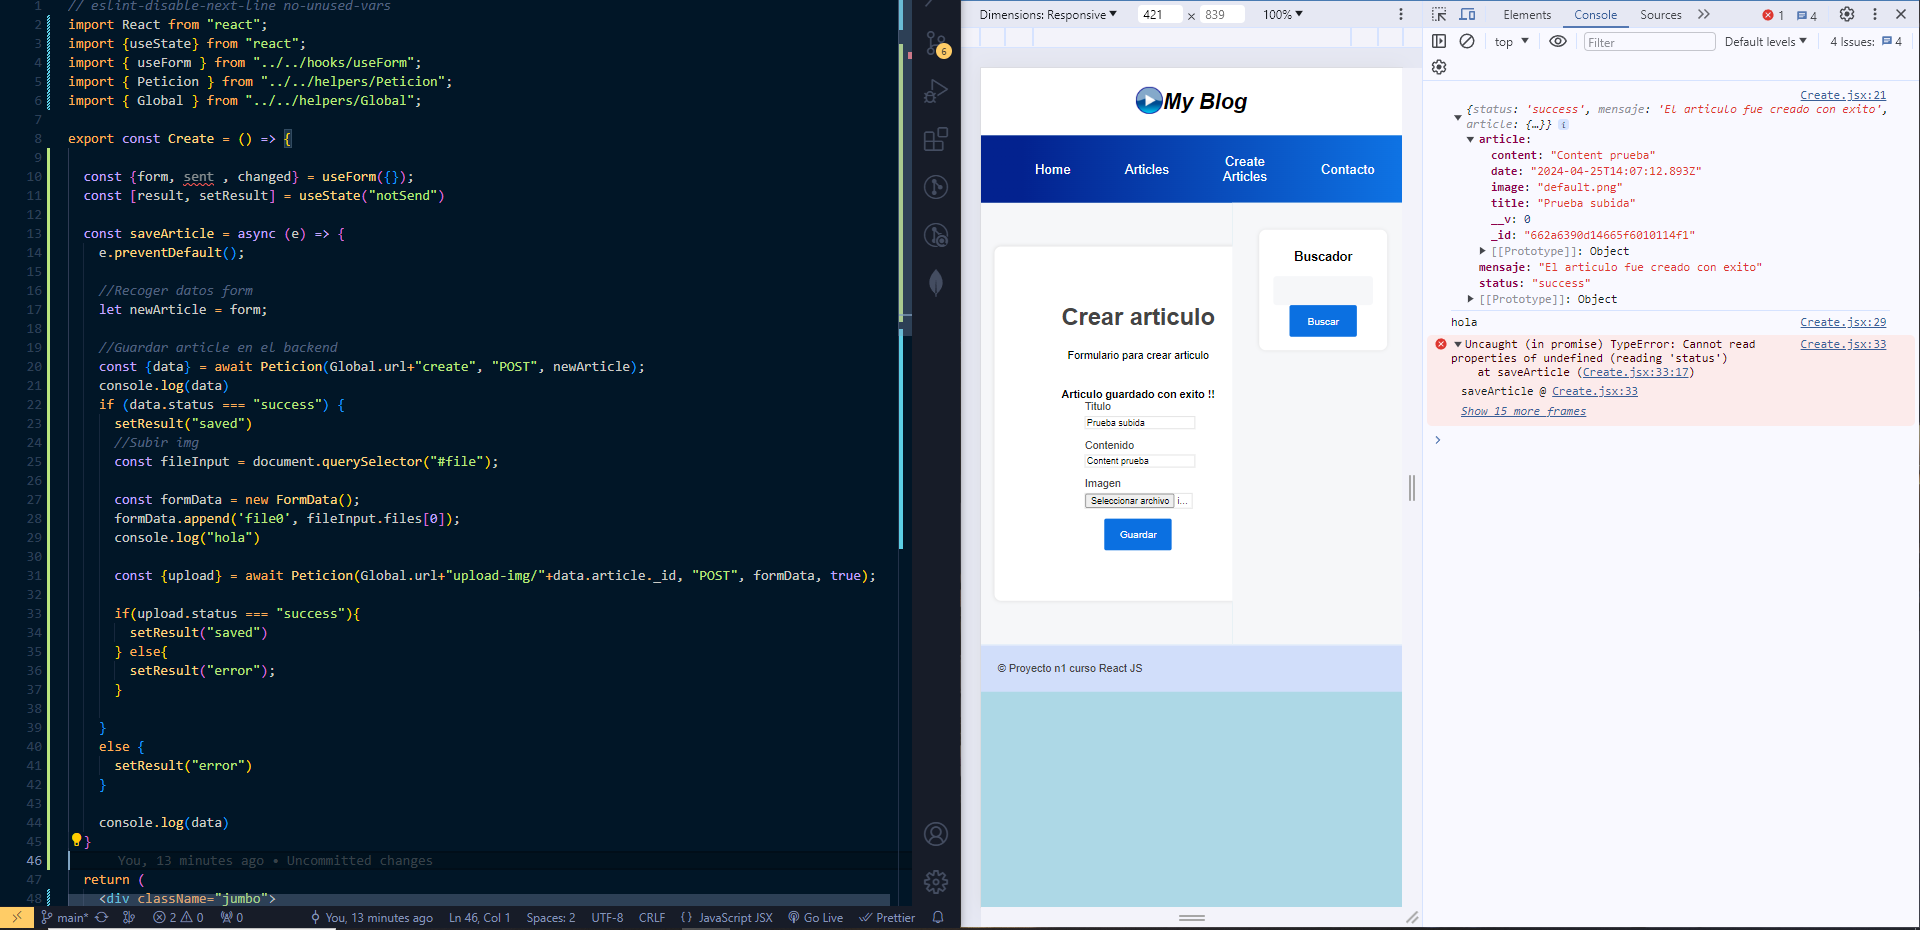 1 // eslint-disable-next-line no-unused-vars
2 import React from "react";
3 import {useState} from "react";
4 import { useForm } from "../../hooks/useForm";
5 import { Peticion } from "../../helpers/Peticion";
6 import { Global } from "../../helpers/Global";
7
8 export const Create = () => {
9
10 const {form, sent , changed} = useForm({});
11 const [result, setResult] = useState("notSend")
12
13 const saveArticle = async (e) => {
14 e.preventDefault();
15
16 //Recoger datos form
17 let newArticle = form;
18
19 //Guardar article en el backend
20 const {data} = await Peticion(Global.url+"create", "POST", newArticle);
21 console.log(data)
22 if (data.status === "success") {
23 setResult("saved")
24 //Subir img
25 const fileInput = document.querySelector("#file");
26
27 const formData = new FormData();
28 formData.append('file0', fileInput.files[0]);
29 console.log("hola")
30
31 const {upload} = await Peticion(Global.url+"upload-img/"+data.article._id, "POST", formData, true);
32
33 if(upload.status === "success"){
34 setResult("saved")
35 } else{
36 setResult("error");
37 }
38
39 }
40 else {
41 setResult("error")
42 }
43
44 console.log(data)
45 }
46 You, 13 minutes ago • Uncommitted changes
47 return (
48 <div className="jumbo">
main* 2 0 0 You, 13 minutes ago Ln 46, Col 1 Spaces: 2 UTF-8 CRLF {} JavaScript JSX Go Live Prettier
6
Dimensions: Responsive 421 x 839 100%
My Blog
Home Articles Create Articles Contacto
Crear articulo
Formulario para crear articulo
Articulo guardado con exito !!
Titulo
Prueba subida
Contenido
Content prueba
Imagen
Seleccionar archivo i...
Guardar
Buscador
Buscar
© Proyecto n1 curso React JS
Elements Console Sources 1 4
top Filter Default levels 4 Issues: 4
Create.jsx:21
{status: 'success', mensaje: 'El articulo fue creado con exito',
article: {…}} i
article:
content: "Content prueba"
date: "2024-04-25T14:07:12.893Z"
image: "default.png"
title: "Prueba subida"
__v: 0
_id: "662a6390d14665f6010114f1"
[[Prototype]]: Object
mensaje: "El articulo fue creado con exito"
status: "success"
[[Prototype]]: Object
hola Create.jsx:29
Uncaught (in promise) TypeError: Cannot read Create.jsx:33
properties of undefined (reading 'status')
at saveArticle (Create.jsx:33:17)
saveArticle @ Create.jsx:33
Show 15 more frames